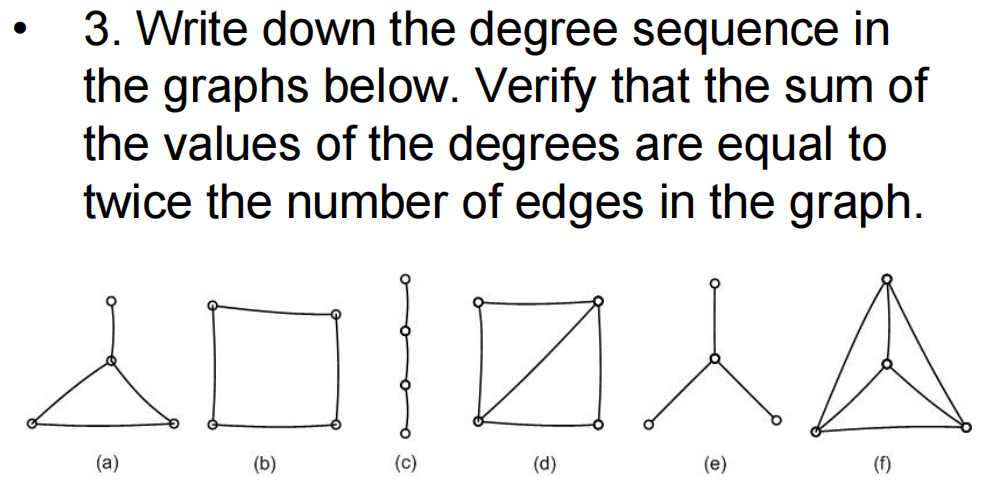 • 3. Write down the degree sequence in
the graphs below. Verify that the sum of
the values of the degrees are equal to
twice the number of edges in the graph.
(a) (b) (c) (d) (e) (f)